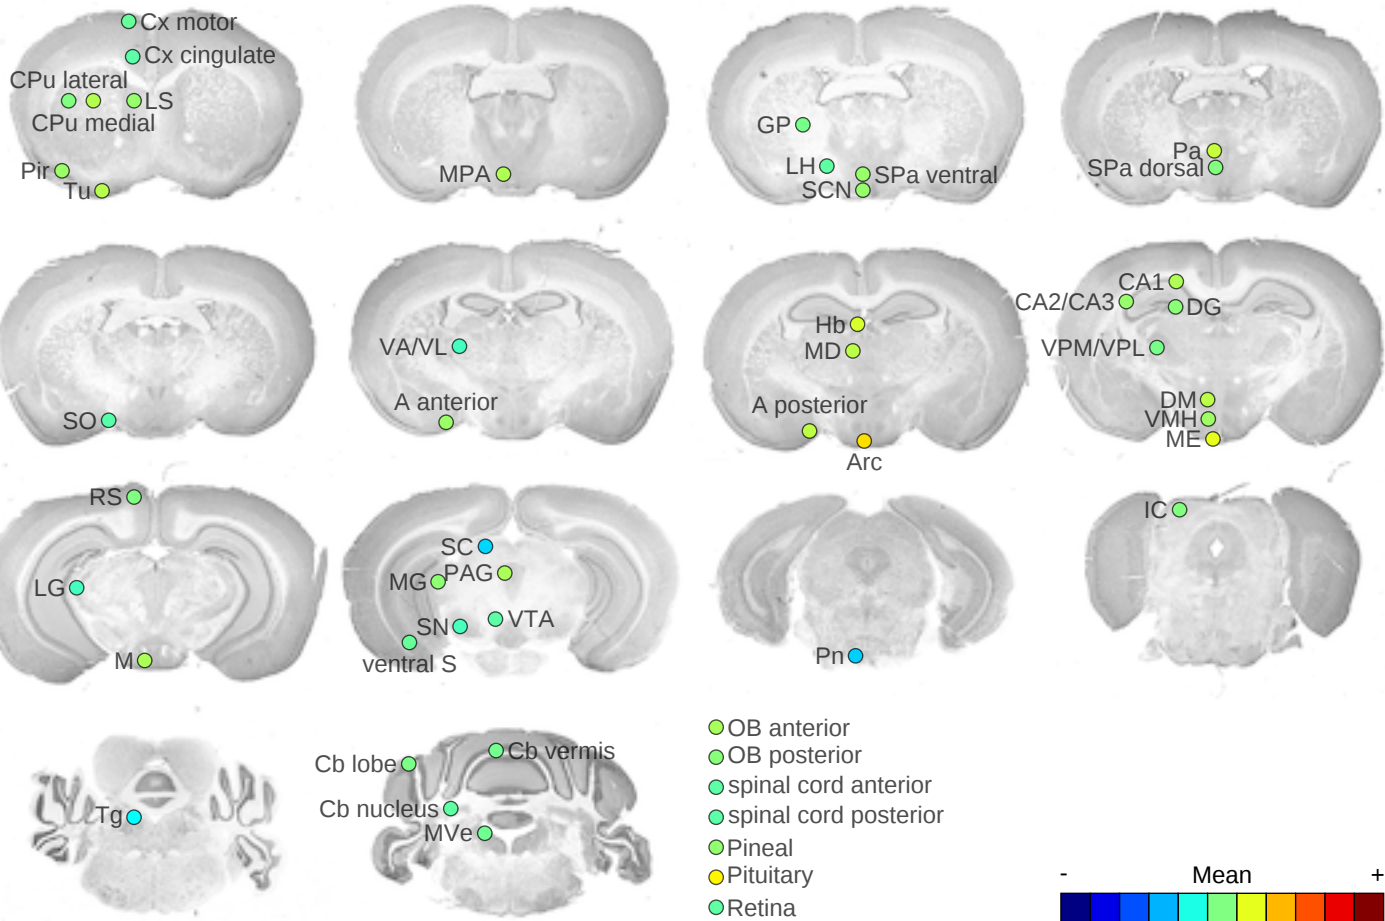 Cx motor
Cx cingulate
CPu lateral
LS
CPu medial
Pir
Tu
MPA
GP
LH
SPa ventral
SCN
Pa
SPa dorsal
SO
VA/VL
A anterior
Hb
MD
A posterior
Arc
CA1
CA2/CA3
DG
VPM/VPL
DM
VMH
ME
RS
LG
M
SC
PAG
MG
VTA
SN
ventral S
Pn
IC
Tg
Cb vermis
Cb lobe
Cb nucleus
MVe
OB anterior
OB posterior
spinal cord anterior
spinal cord posterior
Pineal
Pituitary
Retina
- Mean +